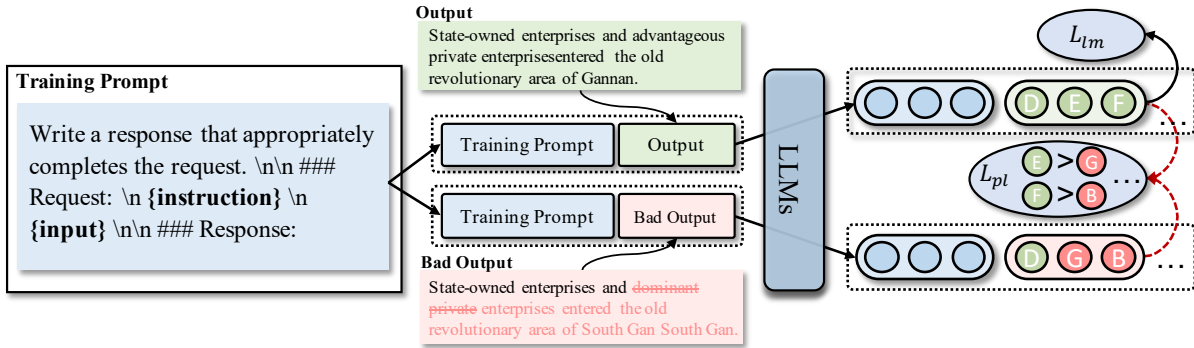 Training Prompt
Write a response that appropriately
completes the request. \n\n ###
Request: \n {instruction} \n
{input} \n\n ### Response:
Output
State-owned enterprises and advantageous
private enterprisesentered the old
revolutionary area of Gannan.
Training Prompt
Output
Training Prompt
Bad Output
Bad Output
State-owned enterprises and dominant
private enterprises entered the old
revolutionary area of South Gan South Gan.
LLMs
L_lm
D E F ...
L_pl
E > G
F > B
...
D G B ...